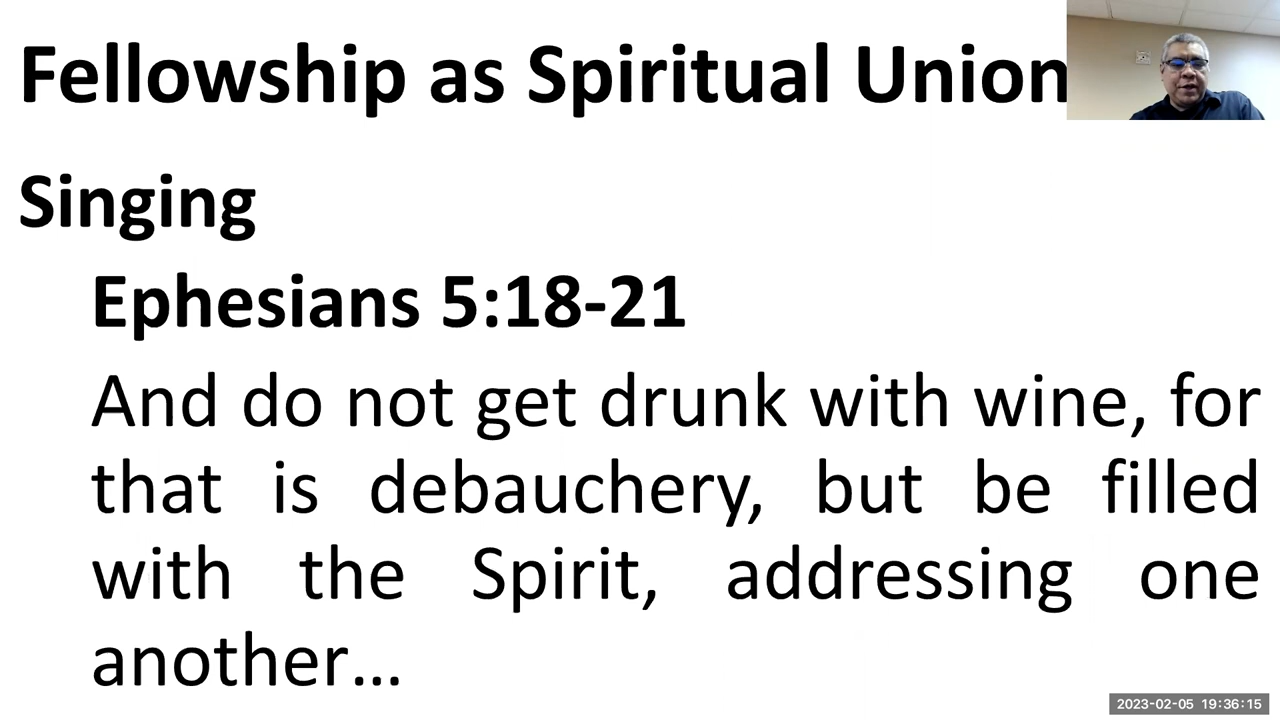 Fellowship as Spiritual Union
Singing
Ephesians 5:18-21
And do not get drunk with wine, for
that is debauchery, but be filled
with the Spirit, addressing one
another...
2023-02-05 19:36:15